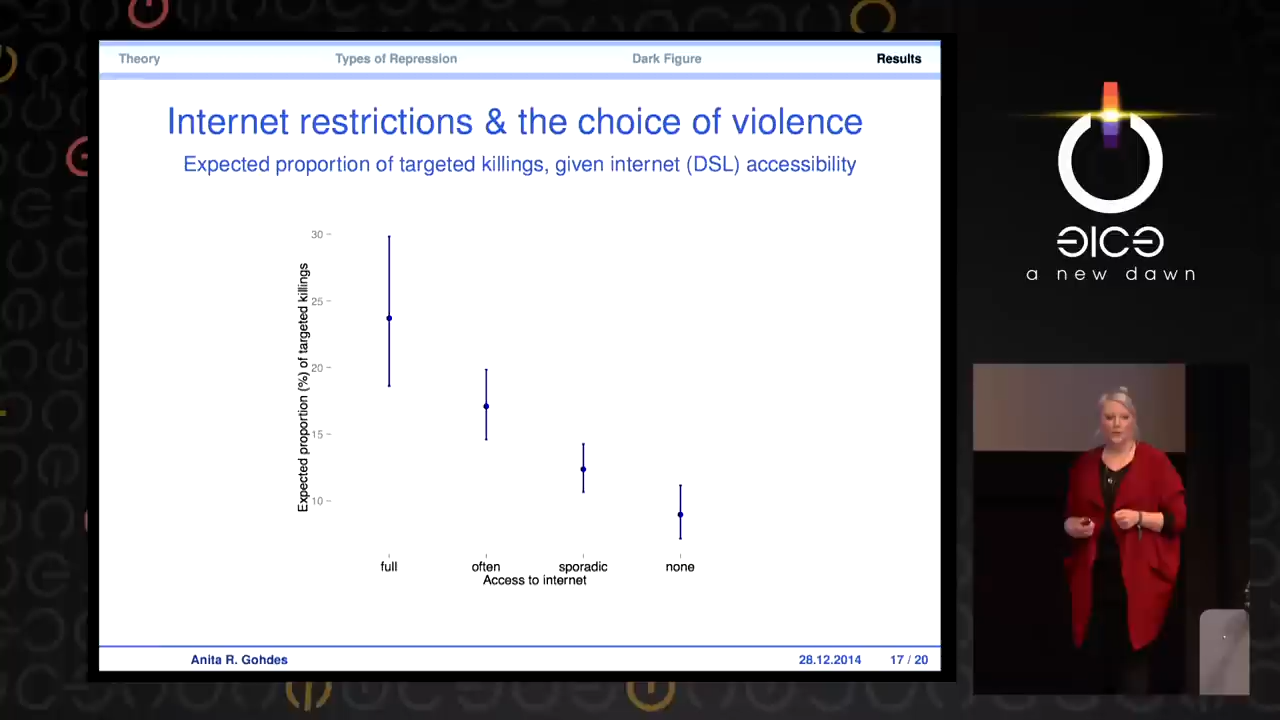 Theory Types of Repression Dark Figure Results
Internet restrictions & the choice of violence
Expected proportion of targeted killings, given internet (DSL) accessibility
Expected proportion (%) of targeted killings
30
25
20
15
10
full often sporadic none
Access to internet
Anita R. Gohdes 28.12.2014 17 / 20
a new dawn